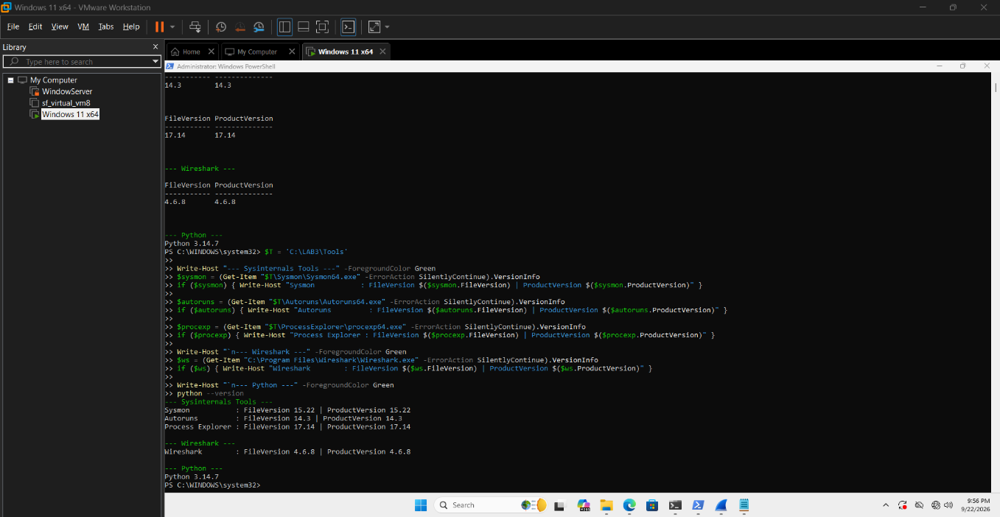 Windows 11 x64 - VMware Workstation
File Edit View VM Tabs Help
Library
Type here to search
My Computer
WindowServer
sf_virtual_vm8
Windows 11 x64
Home
My Computer
Windows 11 x64
Administrator: Windows PowerShell
----------- --------------
14.3        14.3
FileVersion ProductVersion
----------- --------------
17.14       17.14
--- Wireshark ---
FileVersion ProductVersion
----------- --------------
4.6.8       4.6.8
--- Python ---
Python 3.14.7
PS C:\WINDOWS\system32> $T = 'C:\LAB3\Tools'
>>
>> Write-Host "--- Sysinternals Tools ---" -ForegroundColor Green
>> $sysmon = (Get-Item "$T\Sysmon\Sysmon64.exe" -ErrorAction SilentlyContinue).VersionInfo
>> if ($sysmon) { Write-Host "Sysmon           : FileVersion $($sysmon.FileVersion) | ProductVersion $($sysmon.ProductVersion)" }
>>
>> $autoruns = (Get-Item "$T\Autoruns\Autoruns64.exe" -ErrorAction SilentlyContinue).VersionInfo
>> if ($autoruns) { Write-Host "Autoruns         : FileVersion $($autoruns.FileVersion) | ProductVersion $($autoruns.ProductVersion)" }
>>
>> $procexp = (Get-Item "$T\ProcessExplorer\procexp64.exe" -ErrorAction SilentlyContinue).VersionInfo
>> if ($procexp) { Write-Host "Process Explorer : FileVersion $($procexp.FileVersion) | ProductVersion $($procexp.ProductVersion)" }
>>
>> Write-Host "`n--- Wireshark ---" -ForegroundColor Green
>> $ws = (Get-Item "C:\Program Files\Wireshark\Wireshark.exe" -ErrorAction SilentlyContinue).VersionInfo
>> if ($ws) { Write-Host "Wireshark        : FileVersion $($ws.FileVersion) | ProductVersion $($ws.ProductVersion)" }
>>
>> Write-Host "`n--- Python ---" -ForegroundColor Green
>> python --version
--- Sysinternals Tools ---
Sysmon           : FileVersion 15.22 | ProductVersion 15.22
Autoruns         : FileVersion 14.3 | ProductVersion 14.3
Process Explorer : FileVersion 17.14 | ProductVersion 17.14
--- Wireshark ---
Wireshark        : FileVersion 4.6.8 | ProductVersion 4.6.8
--- Python ---
Python 3.14.7
PS C:\WINDOWS\system32>
Search
9:56 PM
9/22/2026